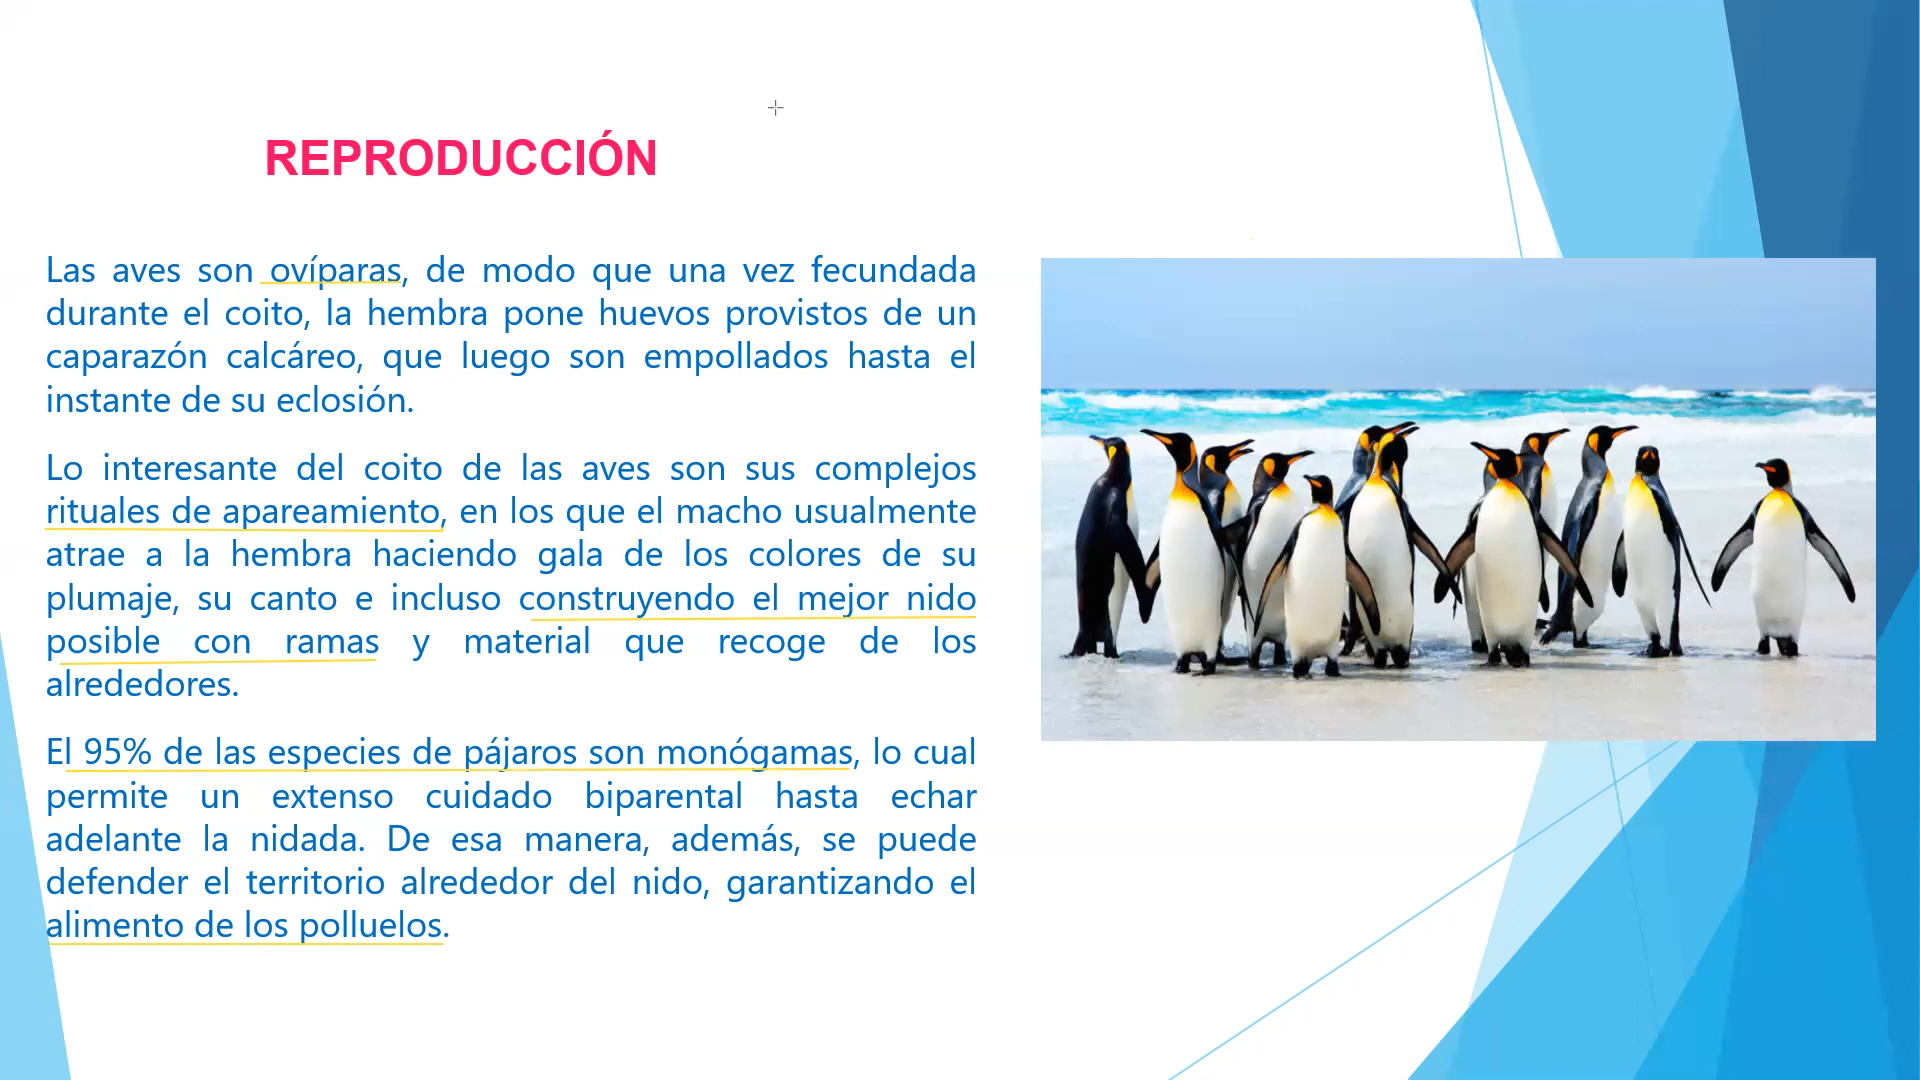 REPRODUCCIÓN
Las aves son ovíparas, de modo que una vez fecundada
durante el coito, la hembra pone huevos provistos de un
caparazón calcáreo, que luego son empollados hasta el
instante de su eclosión.
Lo interesante del coito de las aves son sus complejos
rituales de apareamiento, en los que el macho usualmente
atrae a la hembra haciendo gala de los colores de su
plumaje, su canto e incluso construyendo el mejor nido
posible con ramas y material que recoge de los
alrededores.
El 95% de las especies de pájaros son monógamas, lo cual
permite un extenso cuidado biparental hasta echar
adelante la nidada. De esa manera, además, se puede
defender el territorio alrededor del nido, garantizando el
alimento de los polluelos.